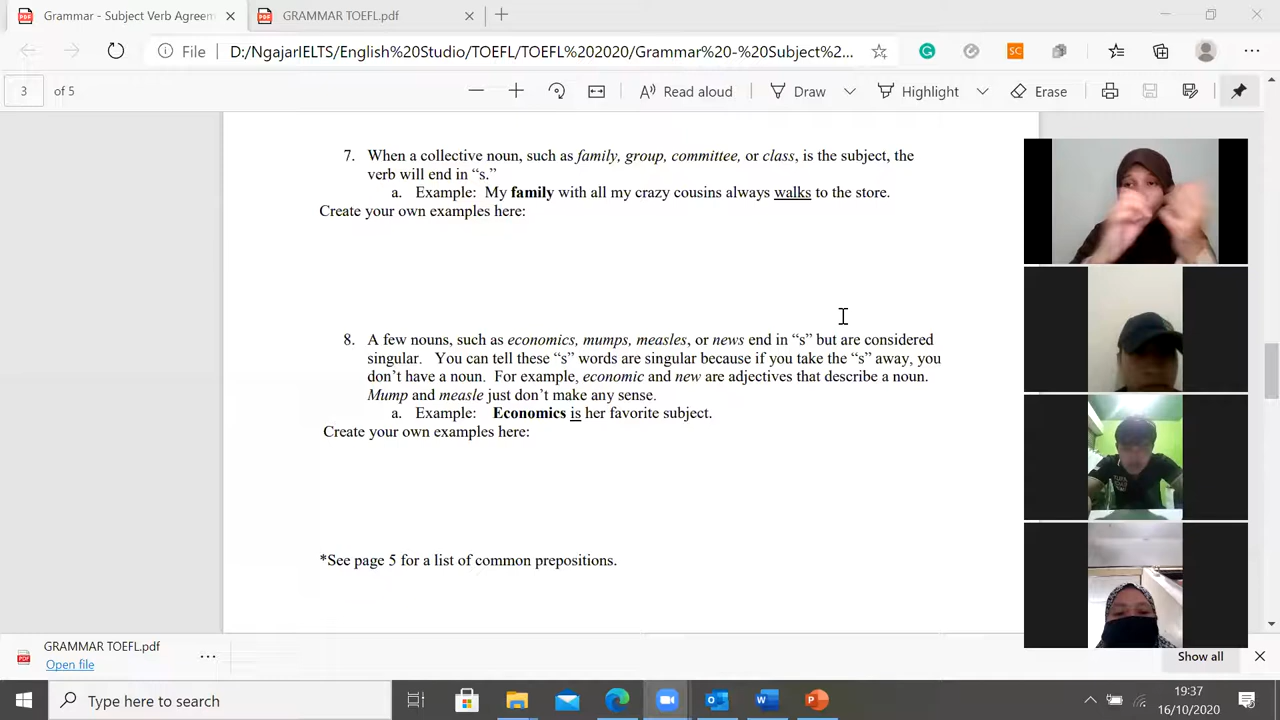 Grammar - Subject Verb Agreem
GRAMMAR TOEFL.pdf
File
D:/NgajarIELTS/English%20Studio/TOEFL/TOEFL%202020/Grammar%20-%20Subject%2...
SC
3 of 5
Read aloud
Draw
Highlight
Erase
7. When a collective noun, such as family, group, committee, or class, is the subject, the
verb will end in “s.”
a. Example: My family with all my crazy cousins always walks to the store.
Create your own examples here:
8. A few nouns, such as economics, mumps, measles, or news end in “s” but are considered
singular. You can tell these “s” words are singular because if you take the “s” away, you
don’t have a noun. For example, economic and new are adjectives that describe a noun.
Mump and measle just don’t make any sense.
a. Example: Economics is her favorite subject.
Create your own examples here:
*See page 5 for a list of common prepositions.
GRAMMAR TOEFL.pdf
Open file
Show all
Type here to search
19:37
16/10/2020